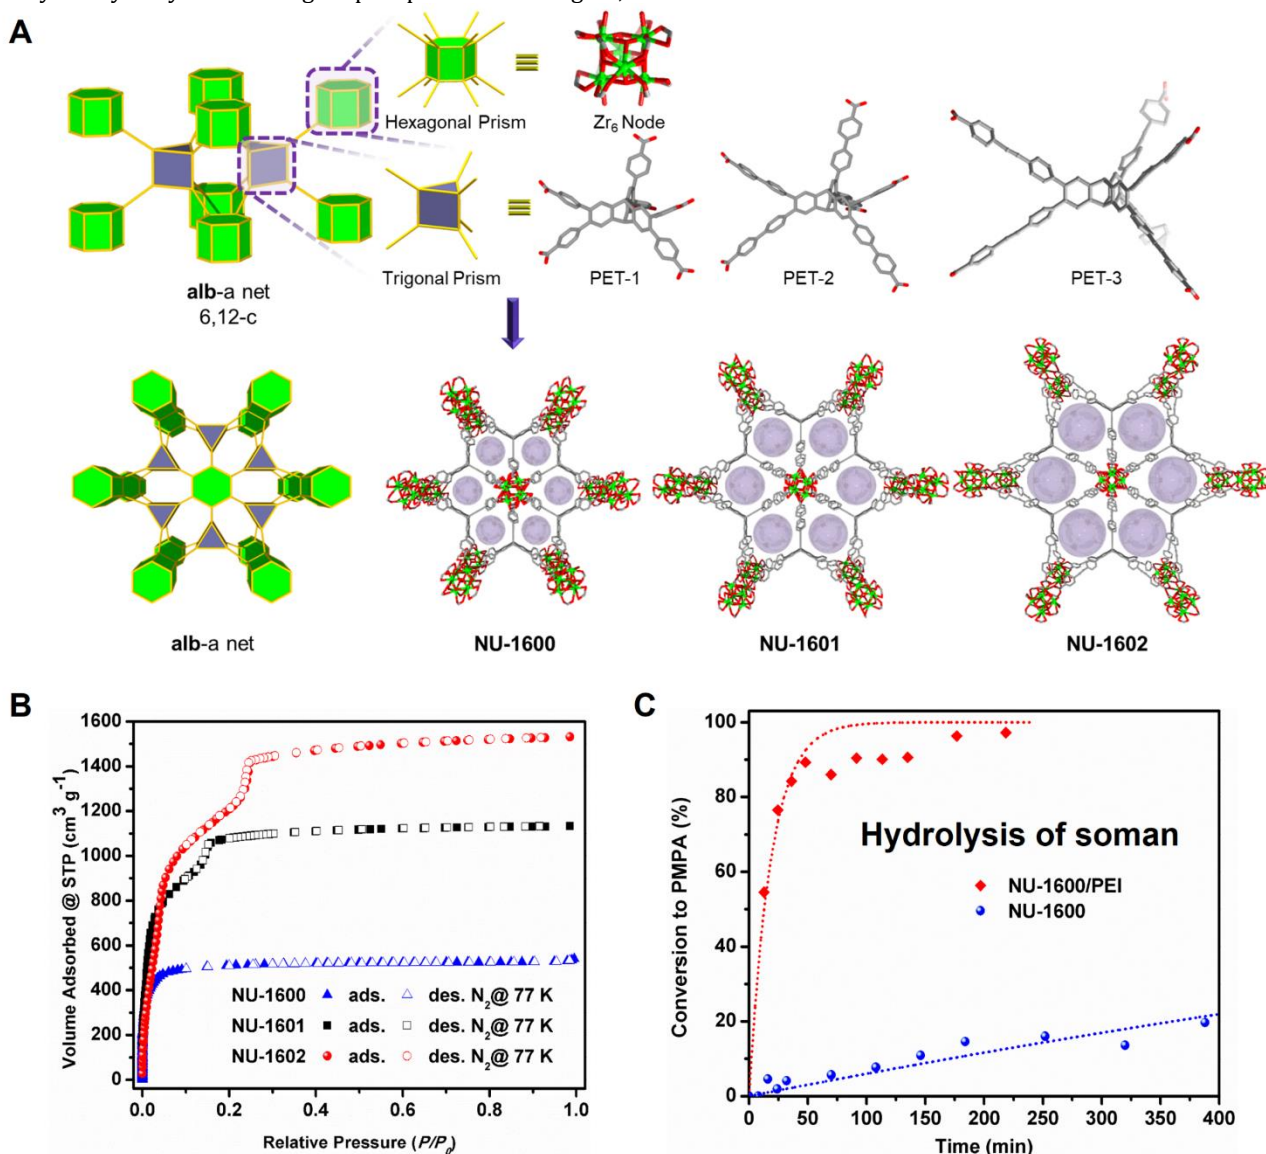 A
Hexagonal Prism
Zr6 Node
Trigonal Prism
PET-1
PET-2
PET-3
alb-a net
6,12-c
alb-a net
NU-1600
NU-1601
NU-1602
B
Volume Adsorbed @ STP (cm3 g-1)
1600
1400
1200
1000
800
600
400
200
0
NU-1600 ads. des. N2@ 77 K
NU-1601 ads. des. N2@ 77 K
NU-1602 ads. des. N2@ 77 K
0.0 0.2 0.4 0.6 0.8 1.0
Relative Pressure (P/P0)
C
Conversion to PMPA (%)
100
80
60
40
20
0
Hydrolysis of soman
NU-1600/PEI
NU-1600
0 50 100 150 200 250 300 350 400
Time (min)